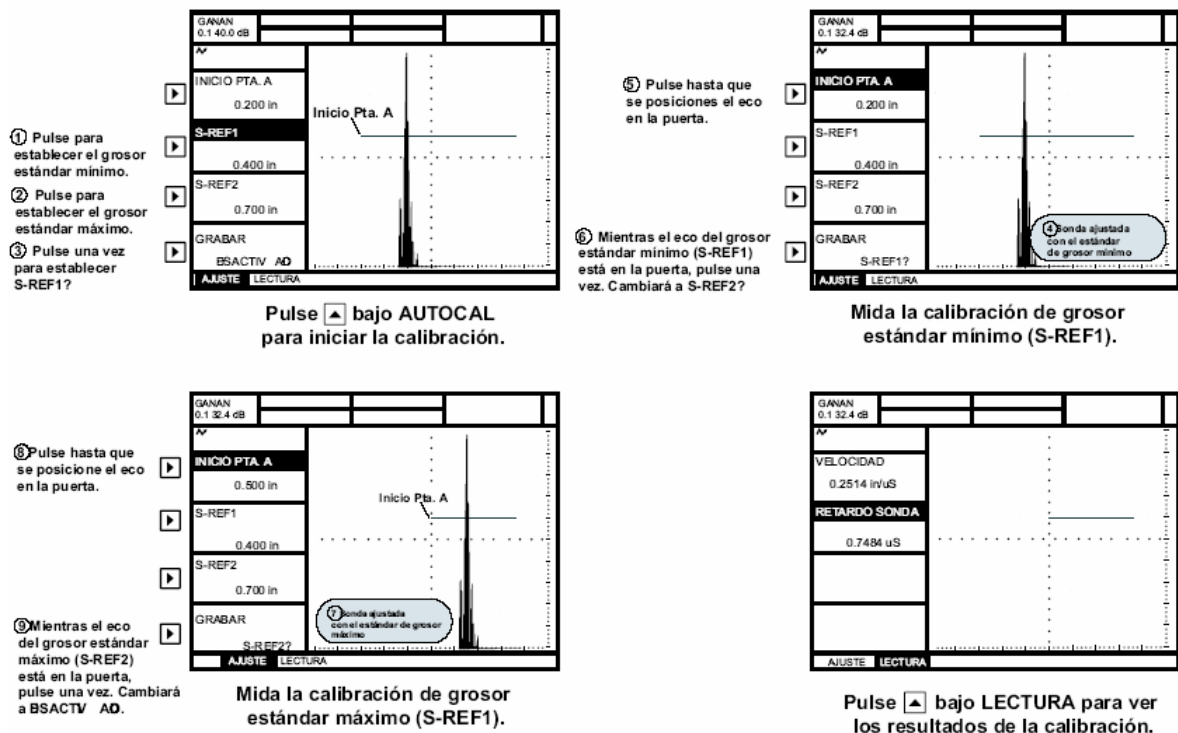 GANAN
0.1 40.0 dB
INICIO PTA. A
0.200 in
S-REF1
0.400 in
S-REF2
0.700 in
GRABAR
BSACTIV AO
AJUSTE LECTURA
Inicio Pta. A
① Pulse para
establecer el grosor
estándar mínimo.
② Pulse para
establecer el grosor
estándar máximo.
③ Pulse una vez
para establecer
S-REF1?
Pulse ▲ bajo AUTOCAL
para iniciar la calibración.
GANAN
0.1 32.4 dB
INICIO PTA. A
0.200 in
S-REF1
0.400 in
S-REF2
0.700 in
GRABAR
S-REF1?
AJUSTE LECTURA
④ Sonda ajustada
con el estándar
de grosor mínimo
⑤ Pulse hasta que
se posiciones el eco
en la puerta.
⑥ Mientras el eco del grosor
estándar mínimo (S-REF1)
está en la puerta, pulse una
vez. Cambiará a S-REF2?
Mida la calibración de grosor
estándar mínimo (S-REF1).
GANAN
0.1 32.4 dB
INICIO PTA. A
0.500 in
S-REF1
0.400 in
S-REF2
0.700 in
GRABAR
S-REF2?
AJUSTE LECTURA
Inicio Pta. A
⑦ Sonda ajustada
con el estándar de grosor
máximo
⑧ Pulse hasta que
se posicione el eco
en la puerta.
⑨ Mientras el eco
del grosor estándar
máximo (S-REF2)
está en la puerta,
pulse una vez. Cambiará
a BSACTIV AO.
Mida la calibración de grosor
estándar máximo (S-REF1).
GANAN
0.1 32.4 dB
VELOCIDAD
0.2514 in/uS
RETARDO SONDA
0.7484 uS
AJUSTE LECTURA
Pulse ▲ bajo LECTURA para ver
los resultados de la calibración.